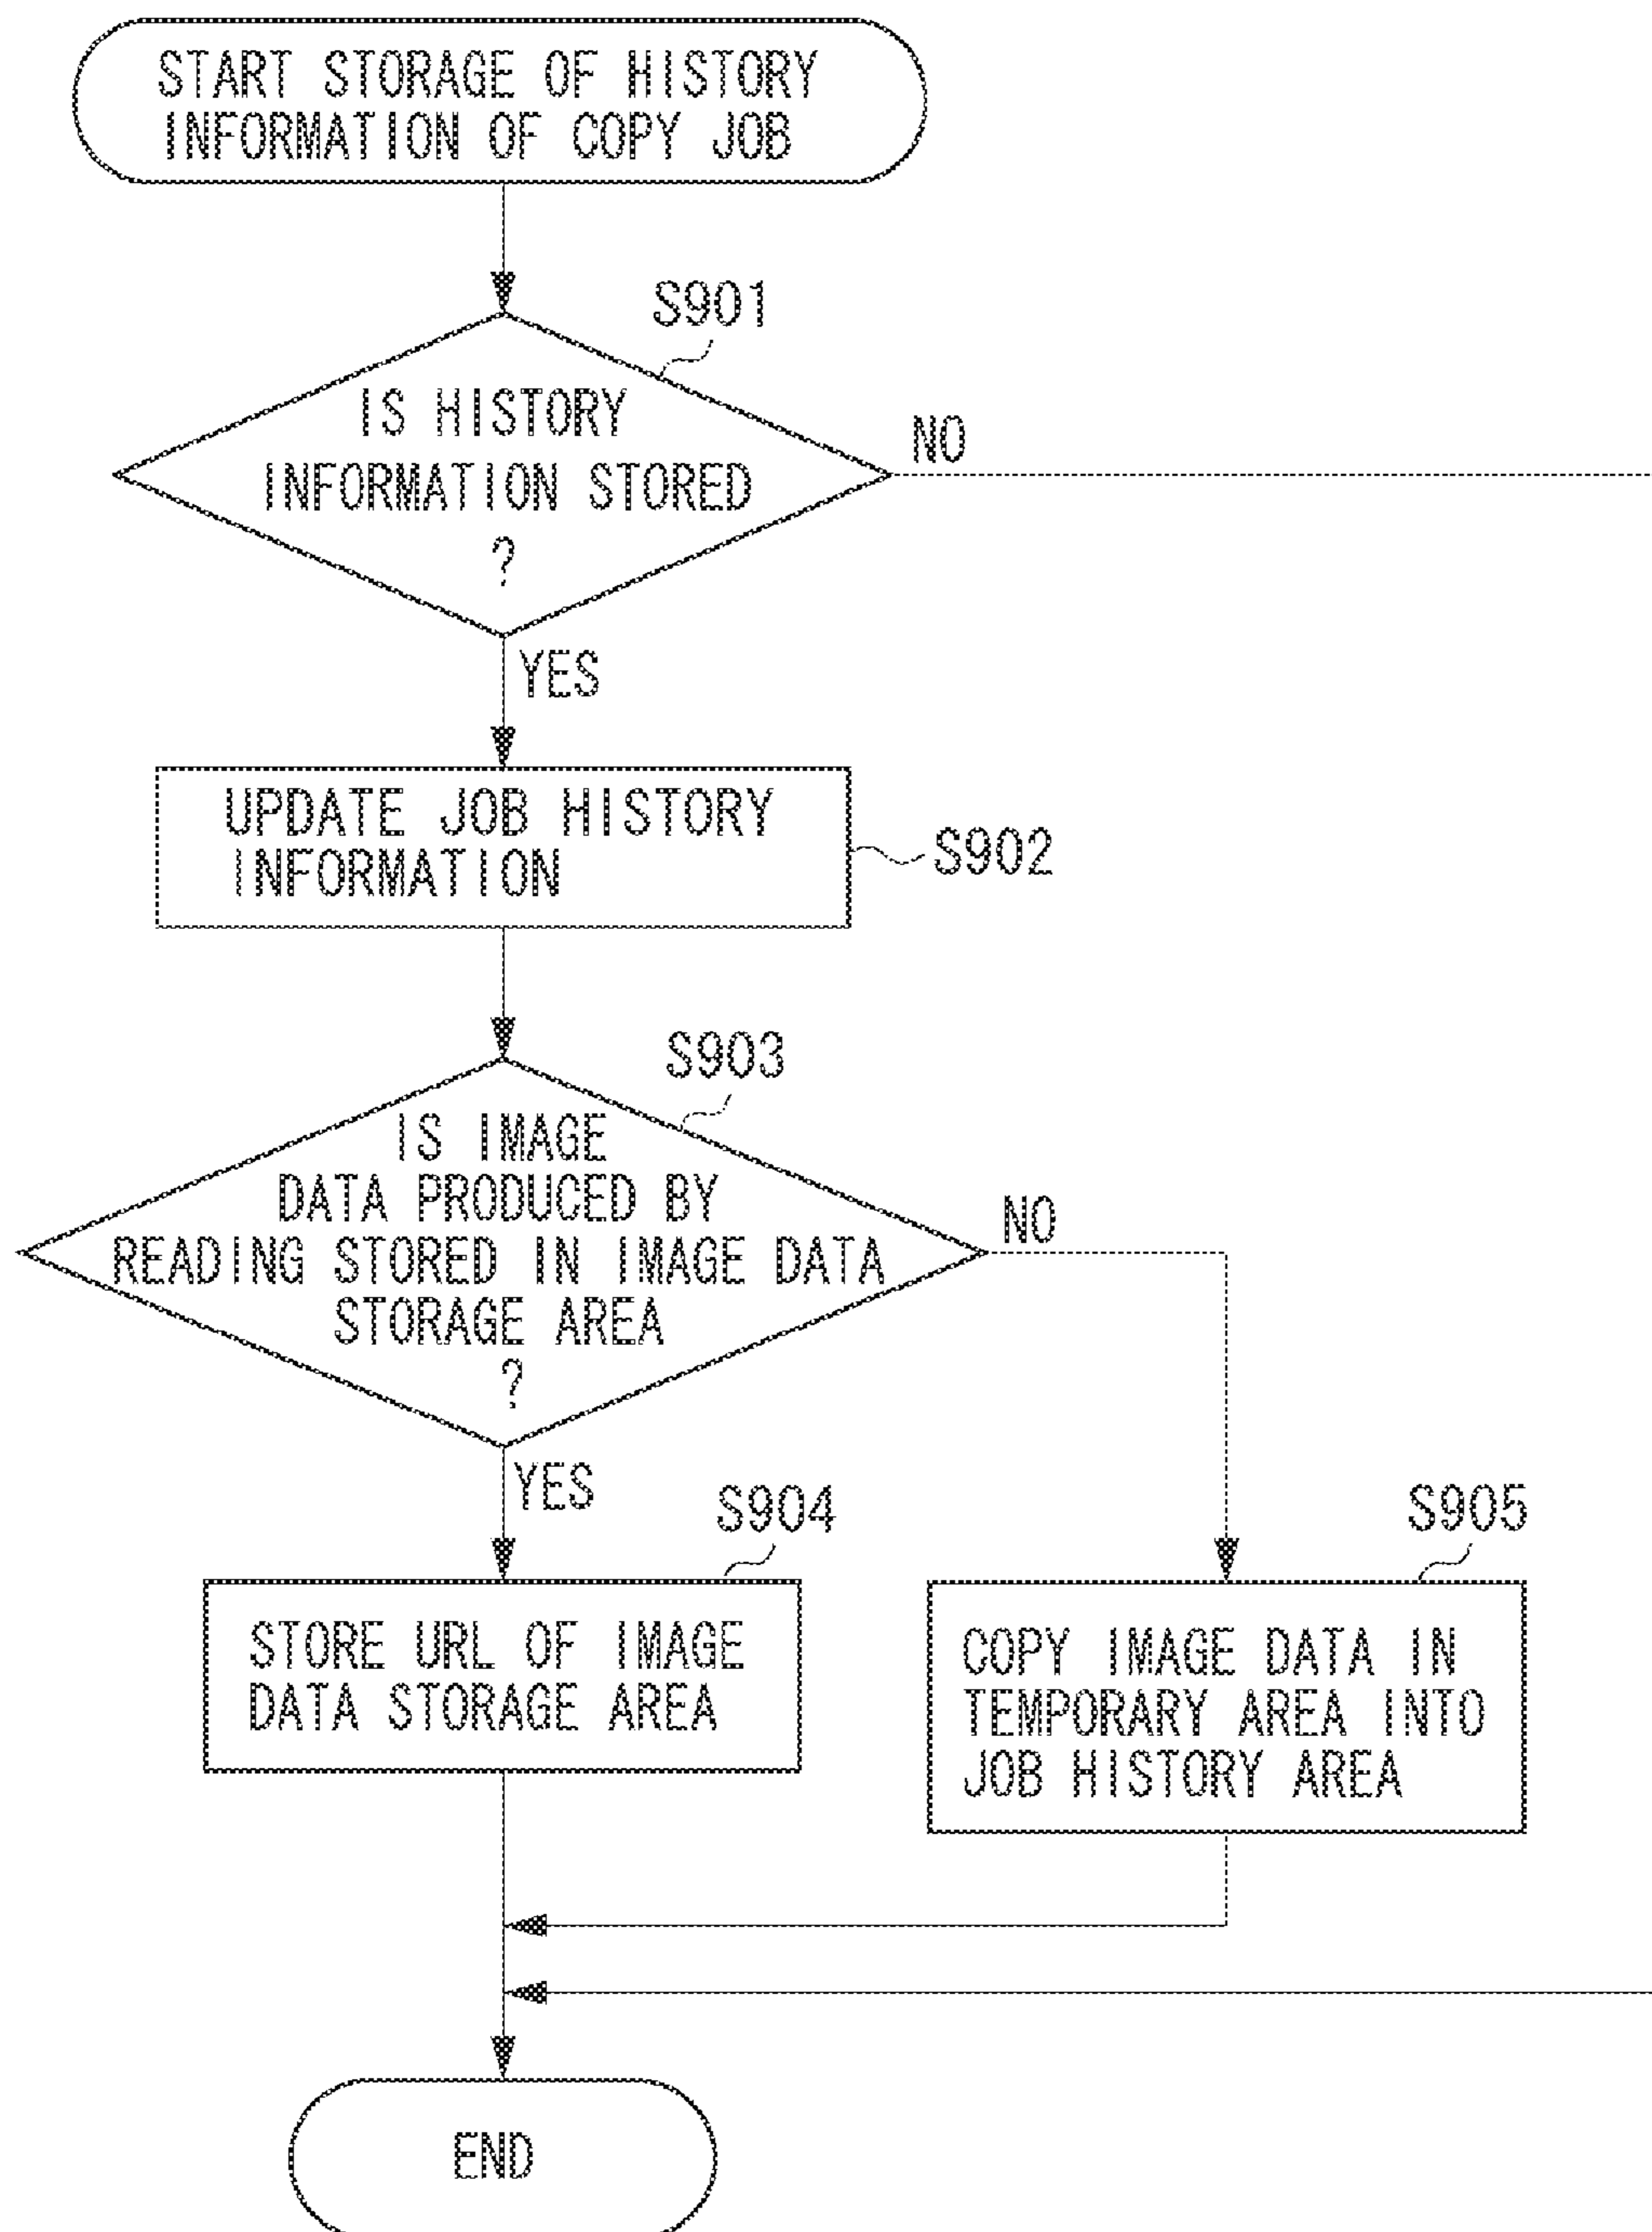 START STORAGE OF HISTORY
INFORMATION OF COPY JOB
S901
IS HISTORY
INFORMATION STORED
?
NO
YES
UPDATE JOB HISTORY
INFORMATION
S902
S903
IS IMAGE
DATA PRODUCED BY
READING STORED IN IMAGE DATA
STORAGE AREA
?
NO
YES
S904
STORE URL OF IMAGE
DATA STORAGE AREA
S905
COPY IMAGE DATA IN
TEMPORARY AREA INTO
JOB HISTORY AREA
END